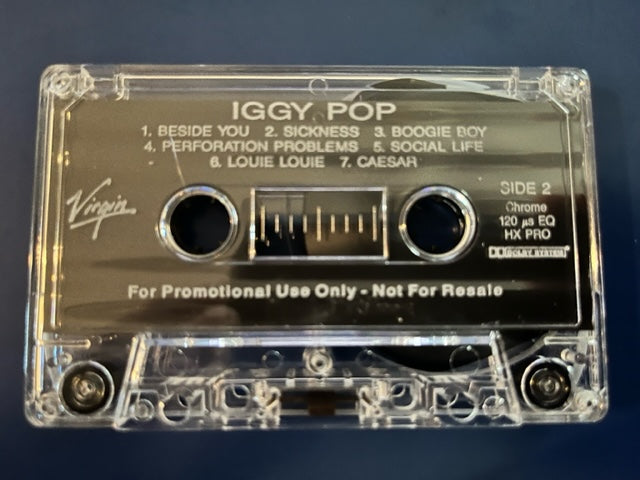 IGGY POP
1. BESIDE YOU 2. SICKNESS 3. BOOGIE BOY
4. PERFORATION PROBLEMS 5. SOCIAL LIFE
6. LOUIE LOUIE 7. CAESAR
Virgin
SIDE 2
Chrome
120 µs EQ
HX PRO
DOLBY SYSTEM
For Promotional Use Only - Not For Resale